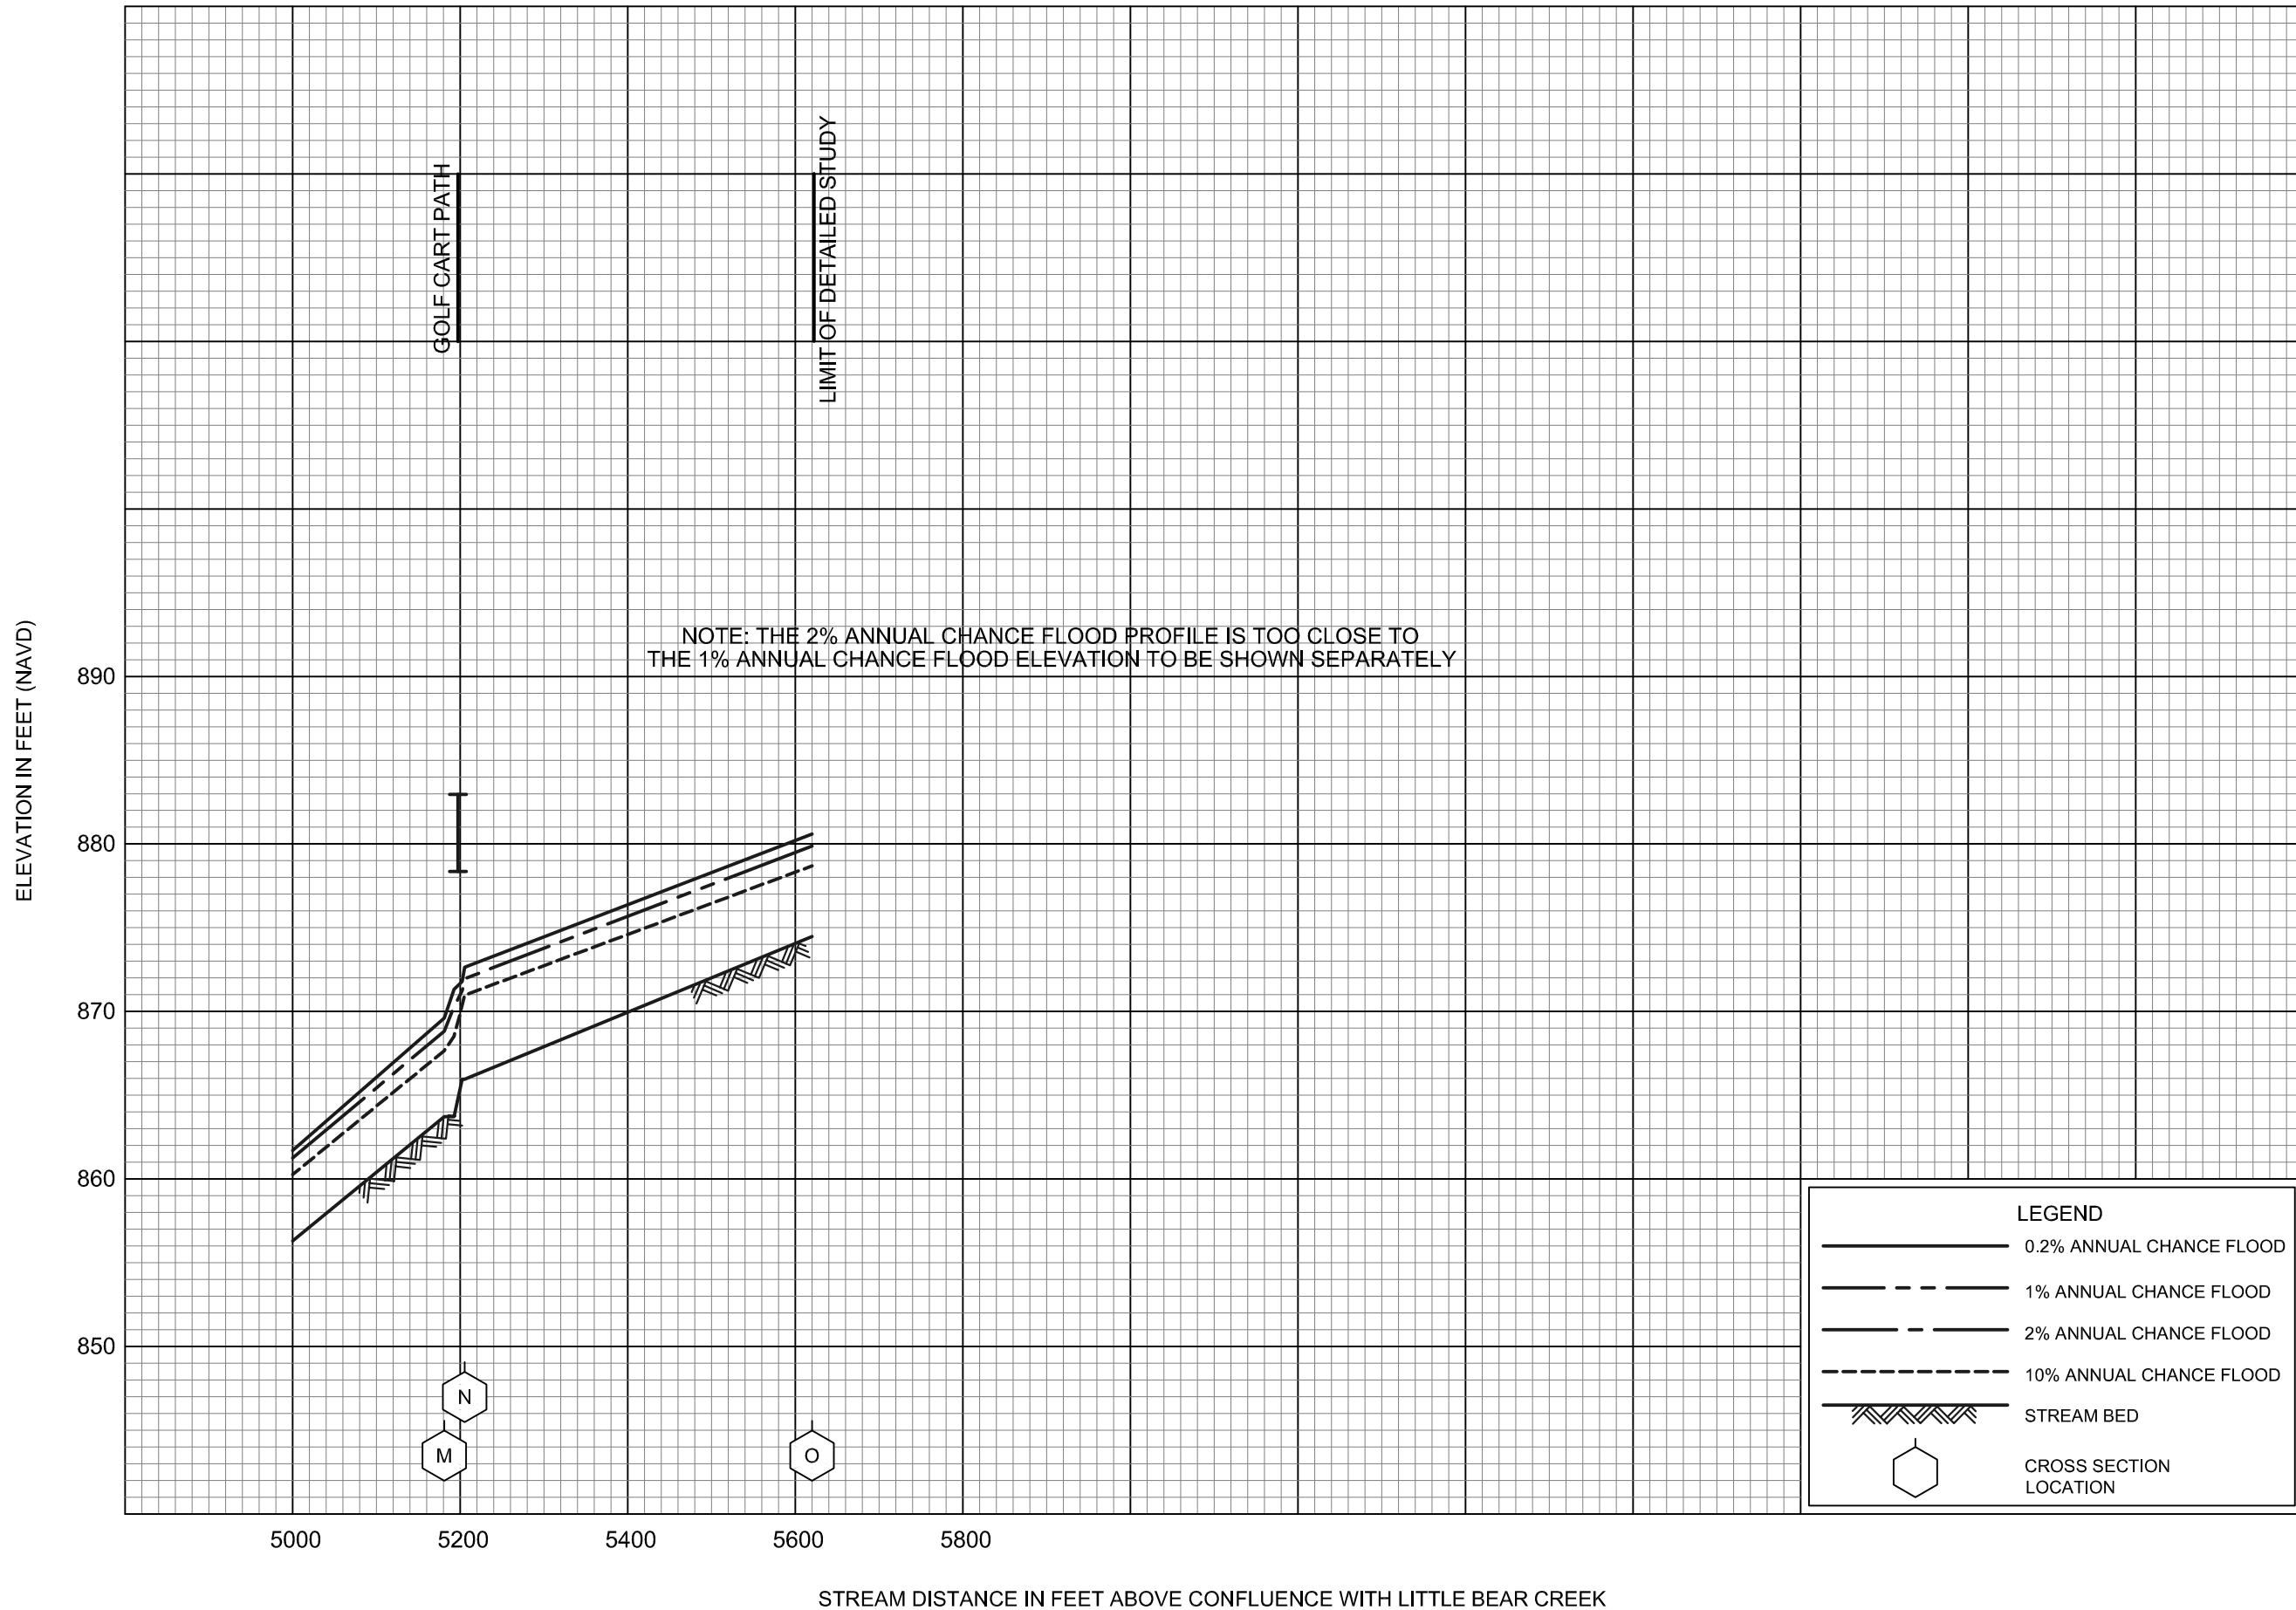 GOLF CART PATH
LIMIT OF DETAILED STUDY
NOTE: THE 2% ANNUAL CHANCE FLOOD PROFILE IS TOO CLOSE TO
THE 1% ANNUAL CHANCE FLOOD ELEVATION TO BE SHOWN SEPARATELY
ELEVATION IN FEET (NAVD)
890
880
870
860
850
N
M
O
LEGEND
0.2% ANNUAL CHANCE FLOOD
1% ANNUAL CHANCE FLOOD
2% ANNUAL CHANCE FLOOD
10% ANNUAL CHANCE FLOOD
STREAM BED
CROSS SECTION
LOCATION
5000
5200
5400
5600
5800
STREAM DISTANCE IN FEET ABOVE CONFLUENCE WITH LITTLE BEAR CREEK